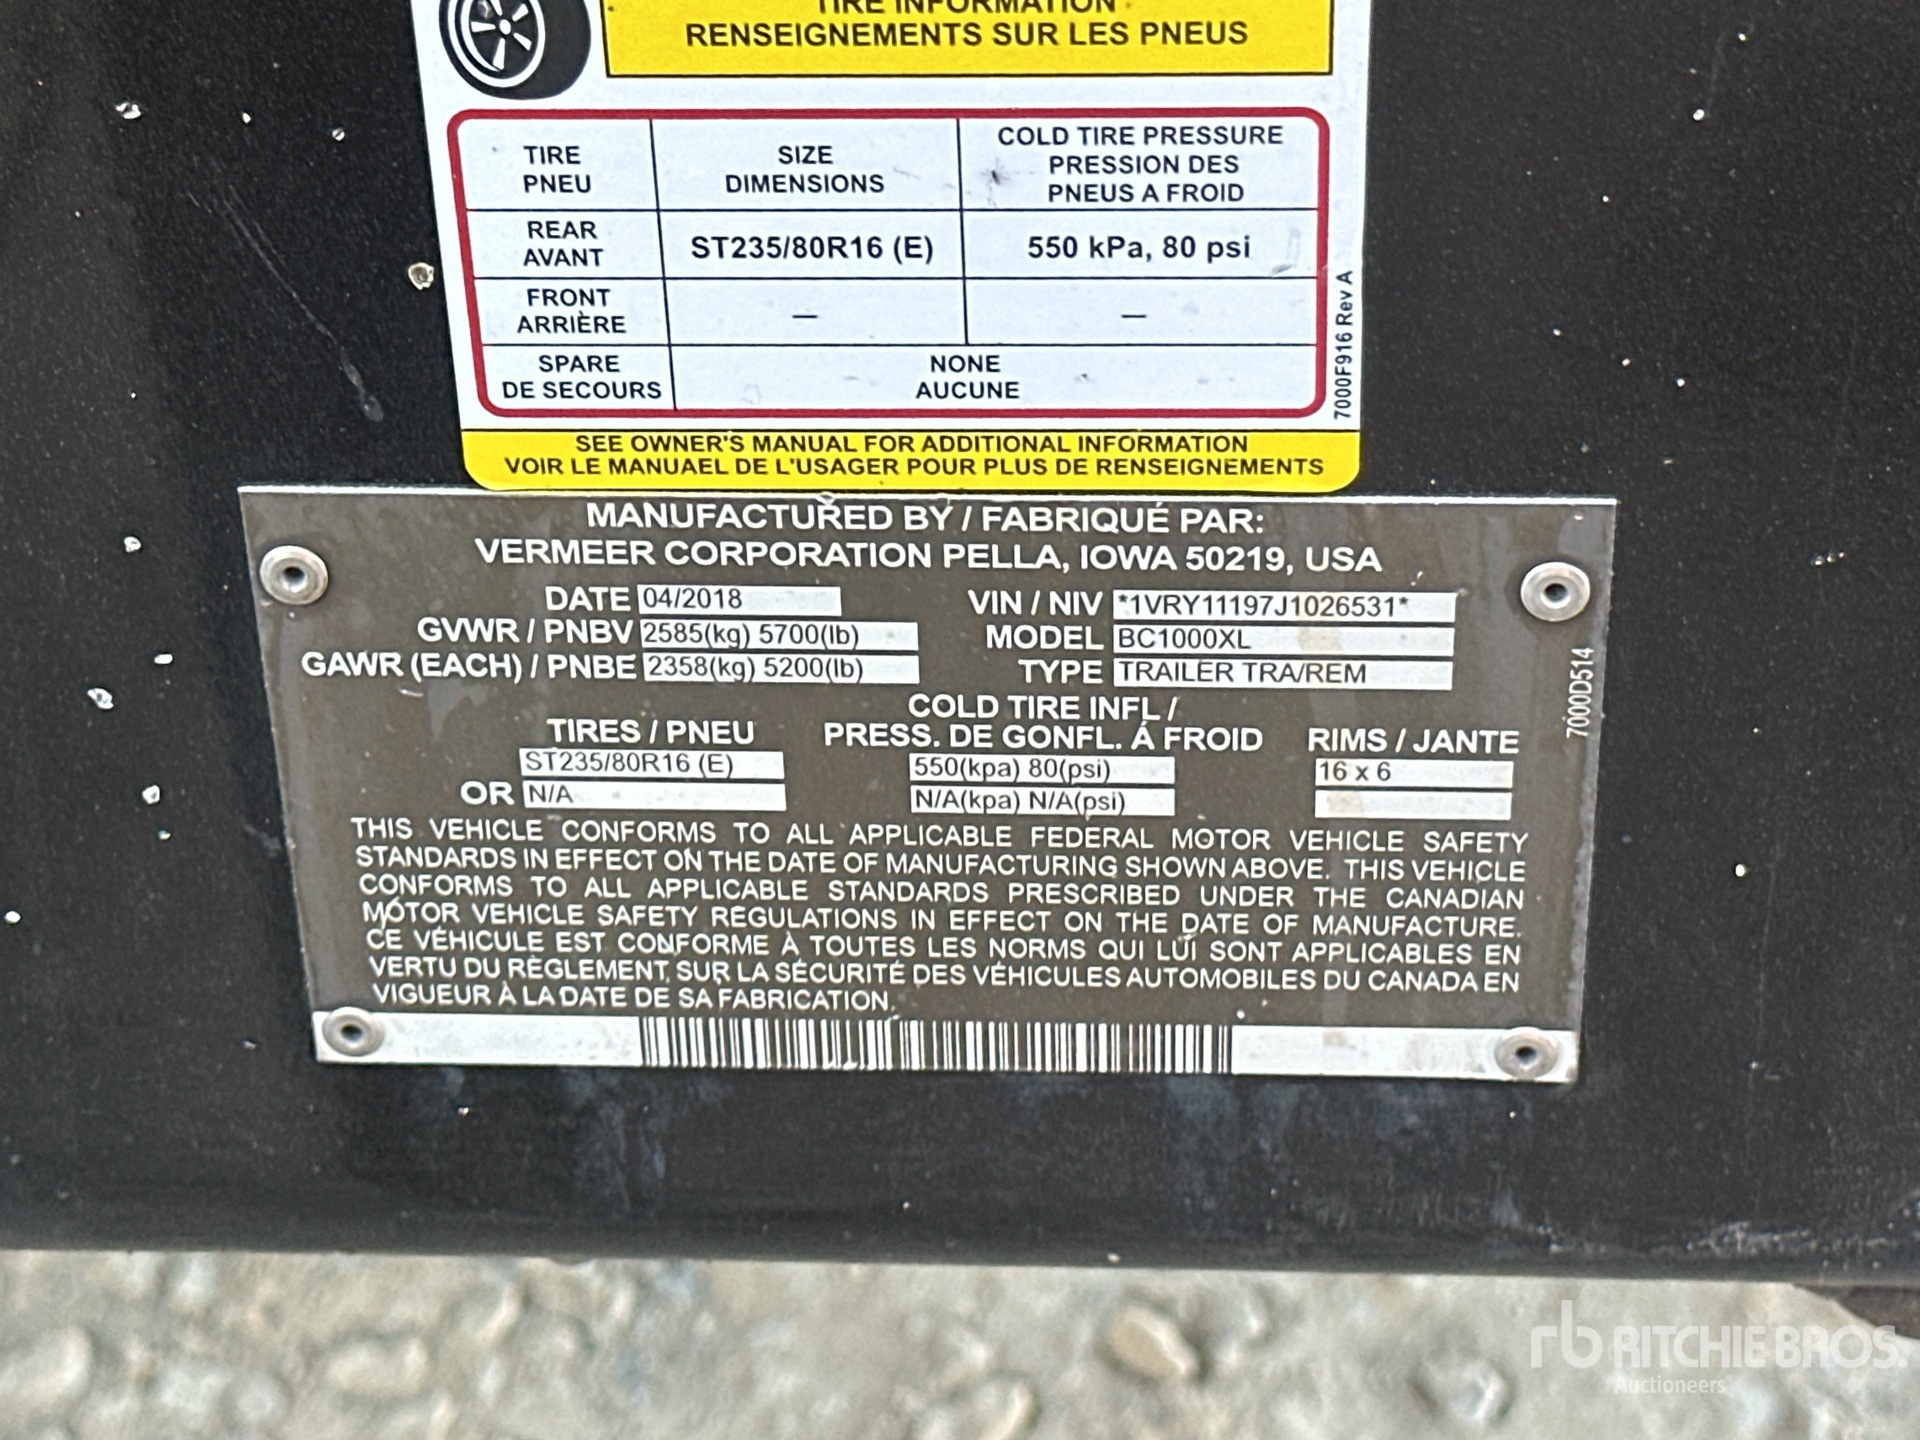 TIRE INFORMATION
RENSEIGNEMENTS SUR LES PNEUS
TIRE
PNEU
SIZE
DIMENSIONS
COLD TIRE PRESSURE
PRESSION DES
PNEUS A FROID
REAR
AVANT
ST235/80R16 (E)
550 kPa, 80 psi
FRONT
ARRIÈRE
—
—
SPARE
DE SECOURS
NONE
AUCUNE
7000F916 Rev A
SEE OWNER'S MANUAL FOR ADDITIONAL INFORMATION
VOIR LE MANUAEL DE L'USAGER POUR PLUS DE RENSEIGNEMENTS
MANUFACTURED BY / FABRIQUÉ PAR:
VERMEER CORPORATION PELLA, IOWA 50219, USA
DATE 04/2018
VIN / NIV *1VRY11197J1026531*
GVWR / PNBV 2585(kg) 5700(lb)
MODEL BC1000XL
GAWR (EACH) / PNBE 2358(kg) 5200(lb)
TYPE TRAILER TRA/REM
TIRES / PNEU
COLD TIRE INFL /
PRESS. DE GONFL. Á FROID
RIMS / JANTE
ST235/80R16 (E)
550(kpa) 80(psi)
16 x 6
OR N/A
N/A(kpa) N/A(psi)
700D514
THIS VEHICLE CONFORMS TO ALL APPLICABLE FEDERAL MOTOR VEHICLE SAFETY
STANDARDS IN EFFECT ON THE DATE OF MANUFACTURING SHOWN ABOVE. THIS VEHICLE
CONFORMS TO ALL APPLICABLE STANDARDS PRESCRIBED UNDER THE CANADIAN
MOTOR VEHICLE SAFETY REGULATIONS IN EFFECT ON THE DATE OF MANUFACTURE.
CE VÉHICULE EST CONFORME À TOUTES LES NORMS QUI LUI SONT APPLICABLES EN
VERTU DU RÈGLEMENT SUR LA SÉCURITÉ DES VÉHICULES AUTOMOBILES DU CANADA EN
VIGUEUR À LA DATE DE SA FABRICATION.
rb RITCHIE BROS.
Auctioneers